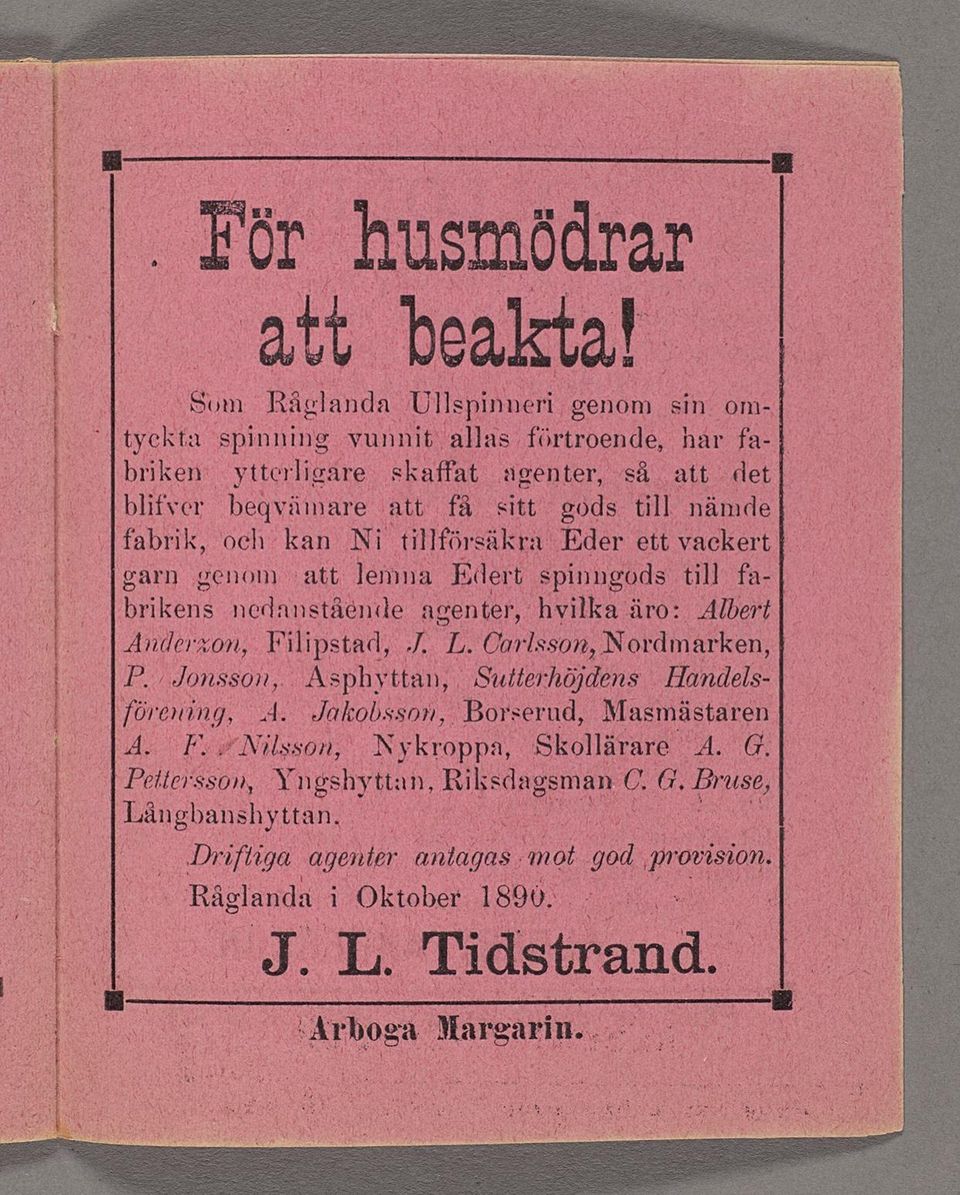 För husmödrar
att beakta!
Som Råglanda Ullspinneri genom sin om-
tyckta spinning vunnit allas förtroende, har fa-
briken ytterligare skaffat agenter, så att det
blifver beqvämare att få sitt gods till nämde
fabrik, och kan Ni tillförsäkra Eder ett vackert
garn genom att lemna Edert spinngods till fa-
brikens nedanstående agenter, hvilka äro: Albert
Anderzon, Filipstad, J. L. Carlsson, Nordmarken,
P. Jonsson, Asphyttan, Sutterhöjdens Handels-
förening, A. Jakobsson, Borserud, Masmästaren
A. F. Nilsson, Nykroppa, Skollärare A. G.
Pettersson, Yngshyttan, Riksdagsman C. G. Bruse,
Långbanshyttan.
Driftiga agenter antagas mot god provision.
Råglanda i Oktober 1890.
J. L. Tidstrand.
Arboga Margarin.